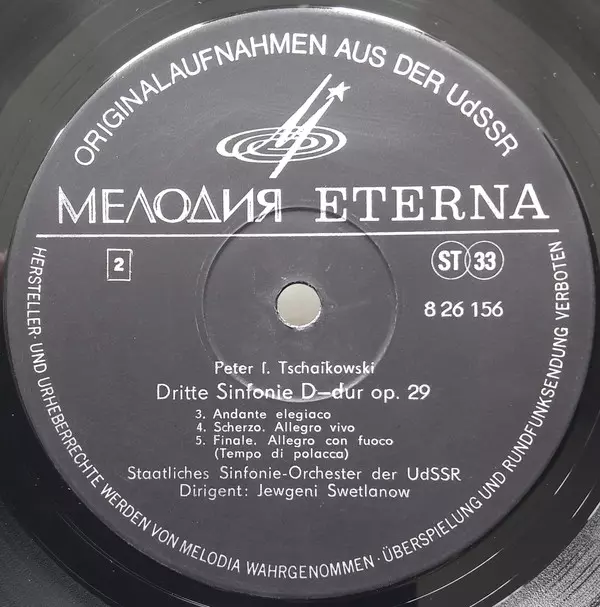 ORIGINALAUFNAHMEN AUS DER UdSSR
МЕЛОДИЯ ETERNA
2
ST 33
8 26 156
Peter I. Tschaikowski
Dritte Sinfonie D-dur op. 29
3. Andante elegiaco
4. Scherzo. Allegro vivo
5. Finale. Allegro con fuoco
(Tempo di polacca)
Staatliches Sinfonie-Orchester der UdSSR
Dirigent: Jewgeni Swetlanow
HERSTELLER- UND URHEBERRECHTE WERDEN VON MELODIA WAHRGENOMMEN · ÜBERSPIELUNG UND RUNDFUNKSENDUNG VERBOTEN